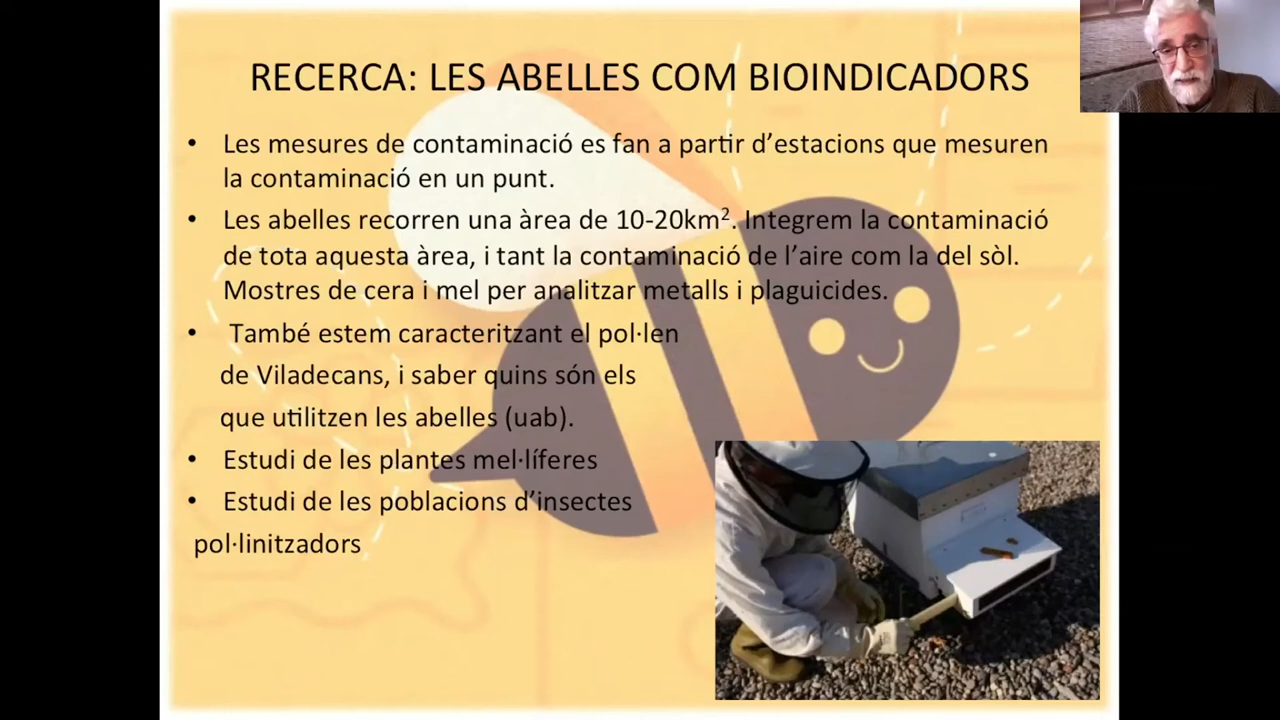 RECERCA: LES ABELLES COM BIOINDICADORS
• Les mesures de contaminació es fan a partir d’estacions que mesuren
la contaminació en un punt.
• Les abelles recorren una àrea de 10-20km². Integrem la contaminació
de tota aquesta àrea, i tant la contaminació de l’aire com la del sòl.
Mostres de cera i mel per analitzar metalls i plaguicides.
• També estem caracteritzant el pol·len
de Viladecans, i saber quins són els
que utilitzen les abelles (uab).
• Estudi de les plantes mel·líferes
• Estudi de les poblacions d’insectes
pol·linitzadors